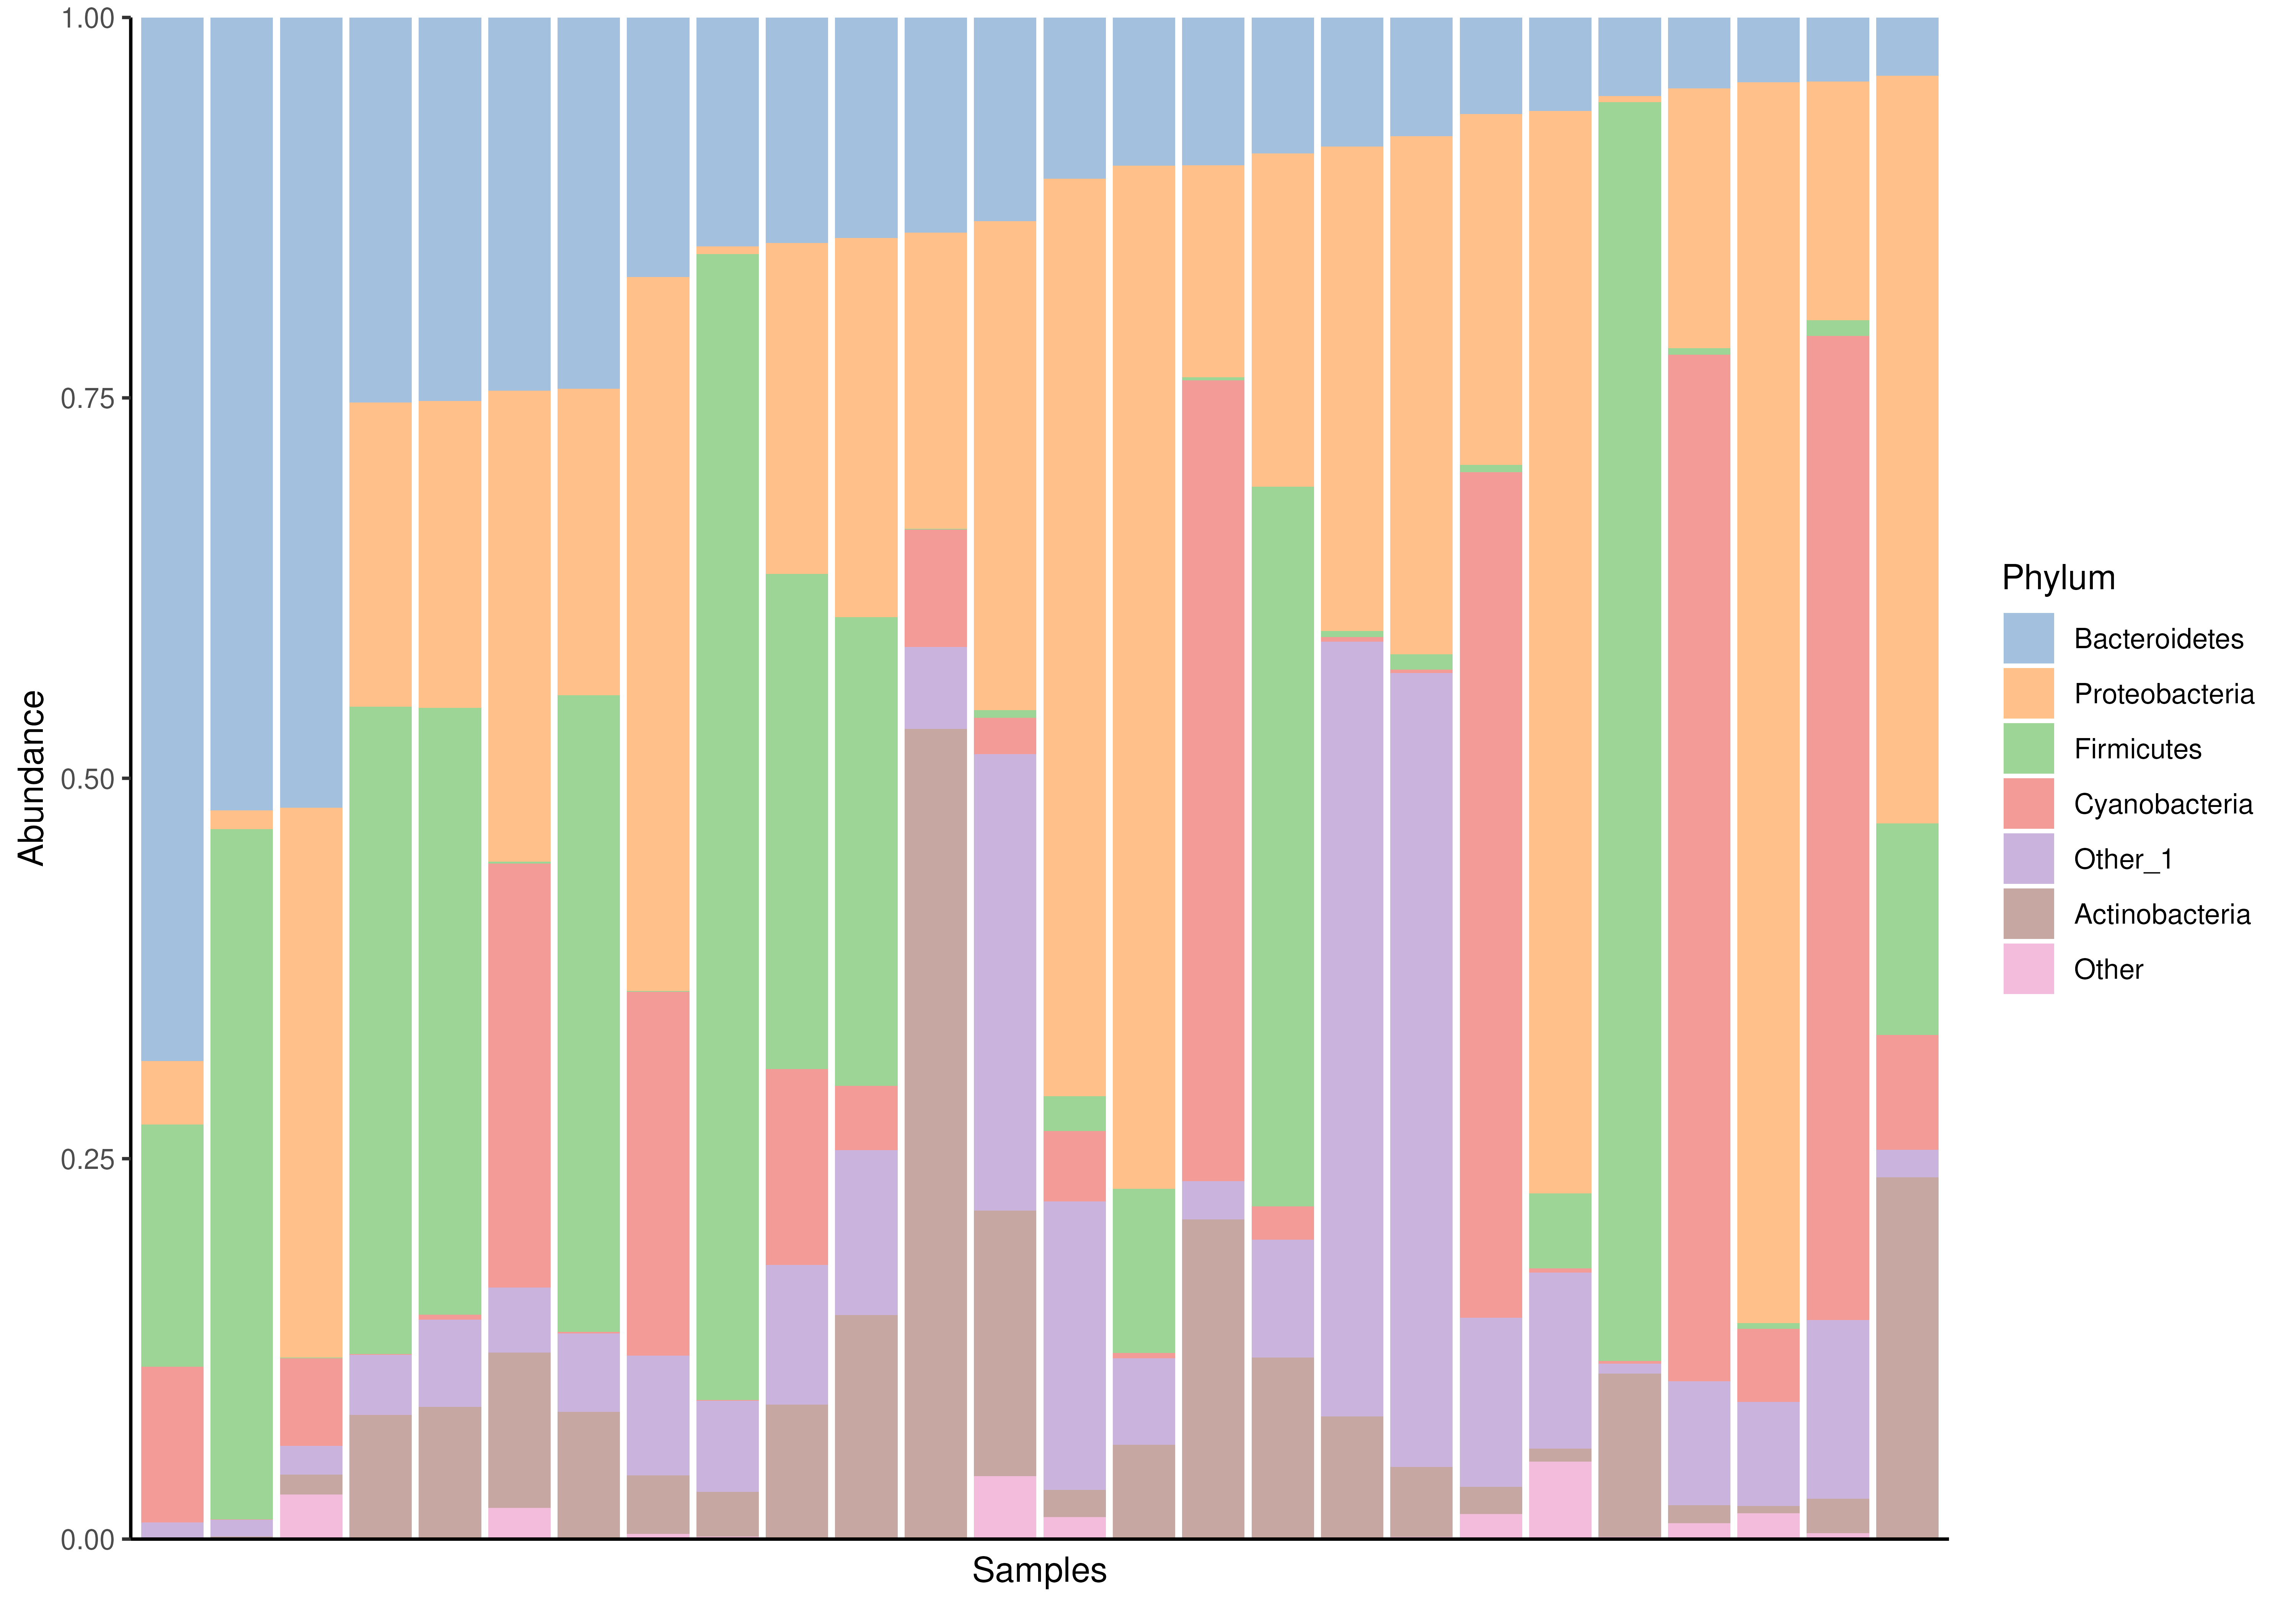 1.00
0.75
0.50
0.25
0.00
Abundance
Samples
Phylum
Bacteroidetes
Proteobacteria
Firmicutes
Cyanobacteria
Other_1
Actinobacteria
Other